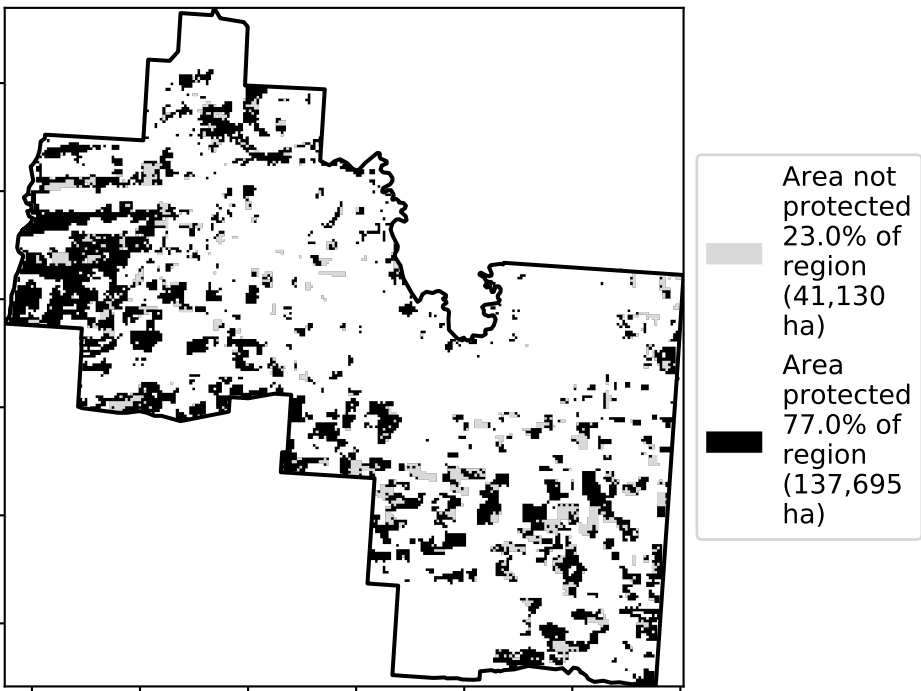 Area not
protected
23.0% of
region
(41,130
ha)
Area
protected
77.0% of
region
(137,695
ha)